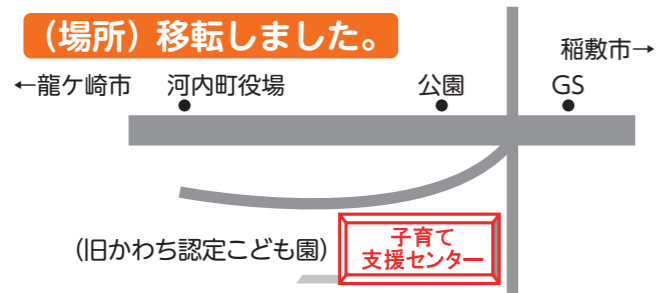 (場所)移転しました。
稲敷市→
←龍ケ崎市
河内町役場
公園
GS
(旧かわち認定こども園)
子育て
支援センター